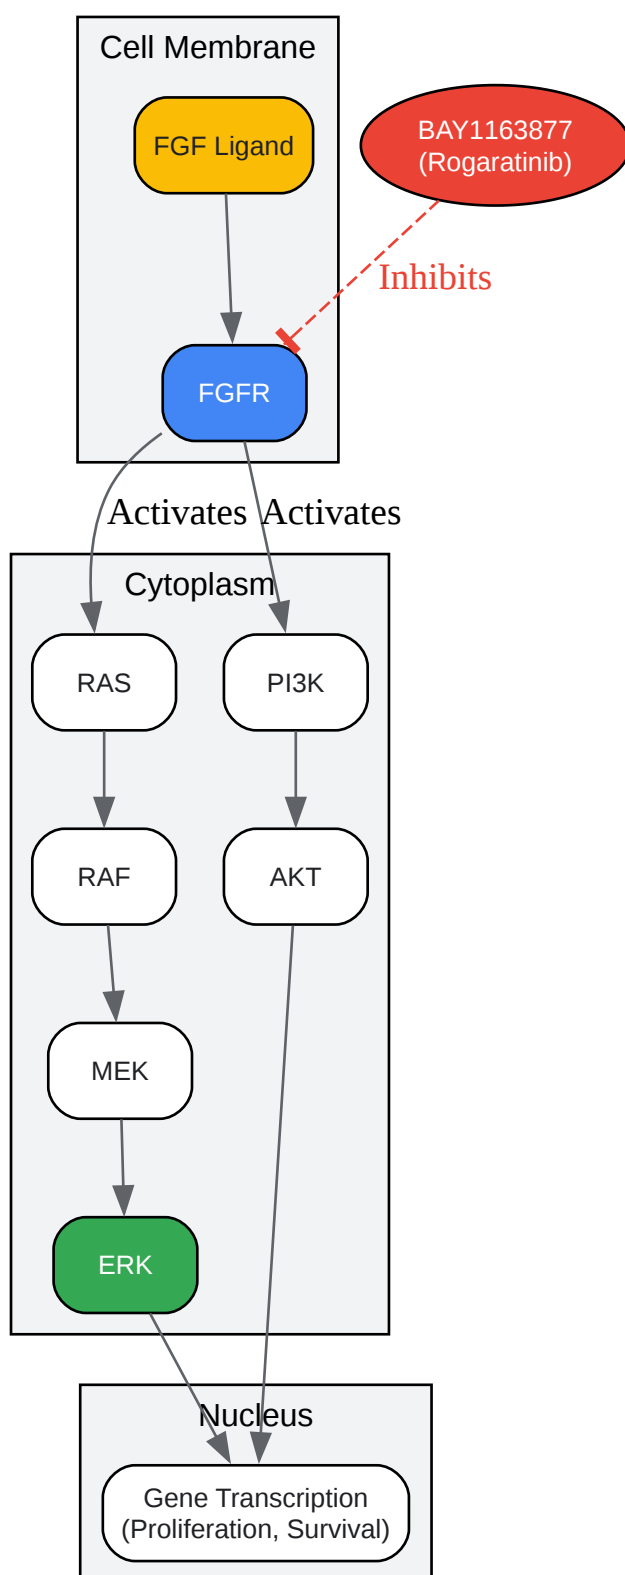 Cell Membrane
FGF Ligand
BAY1163877
(Rogaratinib)
Inhibits
FGFR
Activates
Activates
Cytoplasm
RAS
PI3K
RAF
AKT
MEK
ERK
Nucleus
Gene Transcription
(Proliferation, Survival)